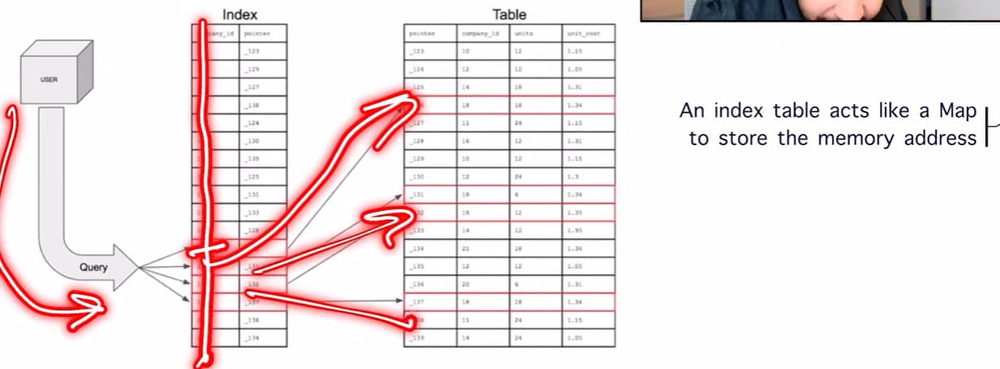 Index
Table
USER
Query
pany_id pointer
_123
_129
_127
_138
_124
_130
_135
_125
_131
_133
_128
_132
_136
_134
pointer company_id units unit_cost
_123 10 12 1.15
_124 12 12 1.05
_125 14 18 1.31
18 18 1.34
_127 11 24 1.15
_128 16 12 1.31
_129 10 12 1.15
_130 12 24 1.3
_131 18 6 1.34
18 12 1.35
_133 14 12 1.95
_134 21 18 1.36
_135 12 12 1.05
_136 20 6 1.31
_137 18 18 1.34
11 24 1.15
_139 14 24 1.05
An index table acts like a Map
to store the memory address